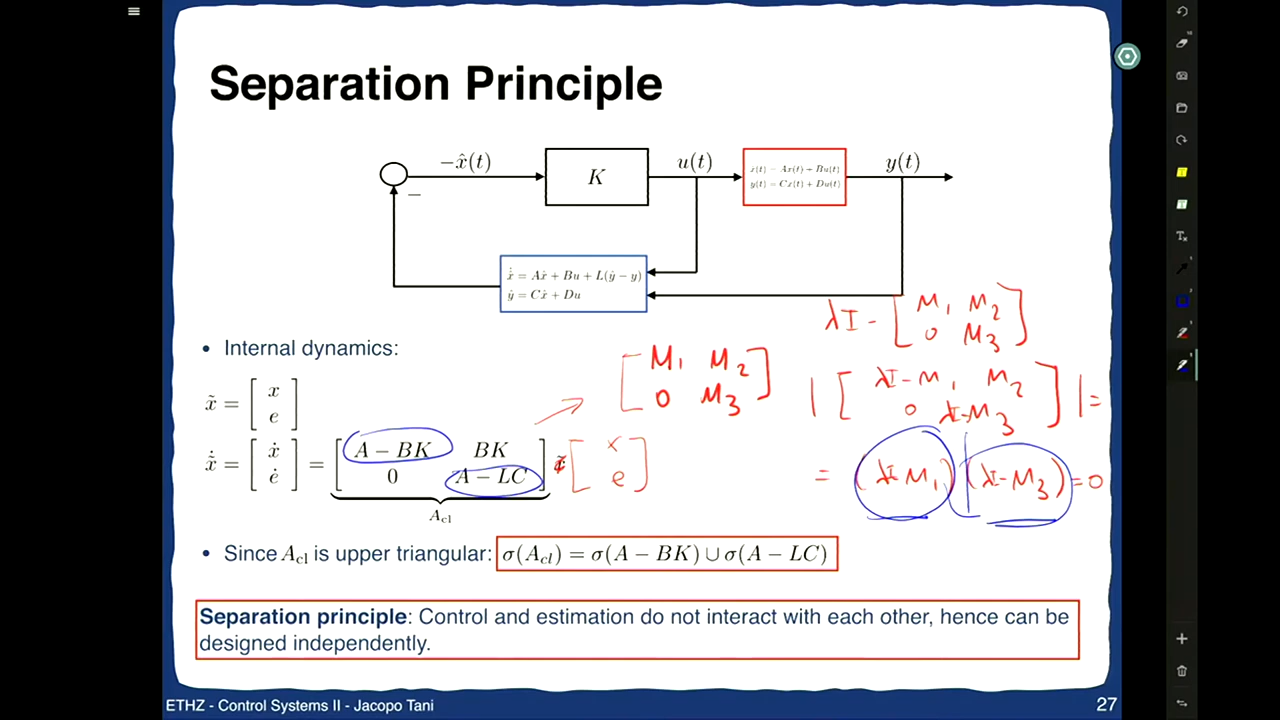 Separation Principle
−x̂(t) K u(t) y(t)
−
ẋ(t) = Ax(t) + Bu(t)
y(t) = Cx(t) + Du(t)
x̂̇ = Ax̂ + Bu + L(ŷ − y)
ŷ = Cx̂ + Du
λI - [ M1 M2
0 M3 ]
• Internal dynamics:
[ M1 M2
0 M3 ]
| [ λI-M1 M2
0 λI-M3 ] | =
x̃ = [ x
e ]
x̃̇ = [ ẋ
ė ] = [ A − BK BK
0 A − LC ] [ x
e ]
A_cl
= (λI-M1) (λI-M3) = 0
• Since A_cl is upper triangular: σ(A_cl) = σ(A − BK) ∪ σ(A − LC)
Separation principle: Control and estimation do not interact with each other, hence can be
designed independently.
ETHZ - Control Systems II - Jacopo Tani 27